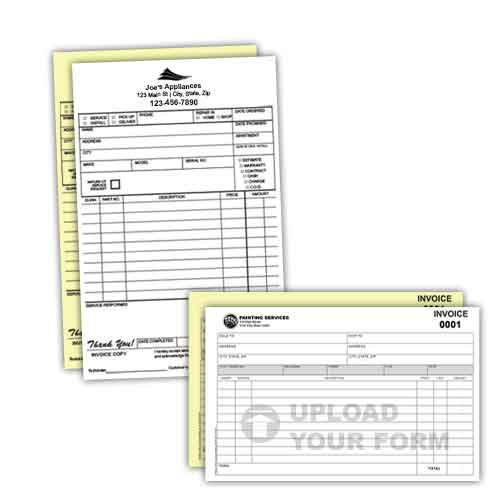 Joe's Appliances
123 Main St | City, State, Zip
123-456-7890
SERVICE PICK UP PHONE REPAIR IN DATE ORDERED
INSTALL DELIVER HOME SHOP
DATE PROMISED
NAME
ADDRESS APARTMENT
CITY
MAKE MODEL SERIAL NO.
ESTIMATE
WARRANTY
CONTRACT
CASH
CHARGE
C.O.D.
NATURE OF
SERVICE
REQUEST
QUAN. PART NO. DESCRIPTION PRICE AMOUNT
SERVICE PERFORMED
Thank You! DATE COMPLETED
INVOICE COPY
INVOICE
INVOICE
0001
PAINTING SERVICES
SOLD TO SHIP TO
ADDRESS ADDRESS
CITY, STATE, ZIP CITY, STATE, ZIP
DESCRIPTION
UPLOAD
YOUR FORM
TOTAL